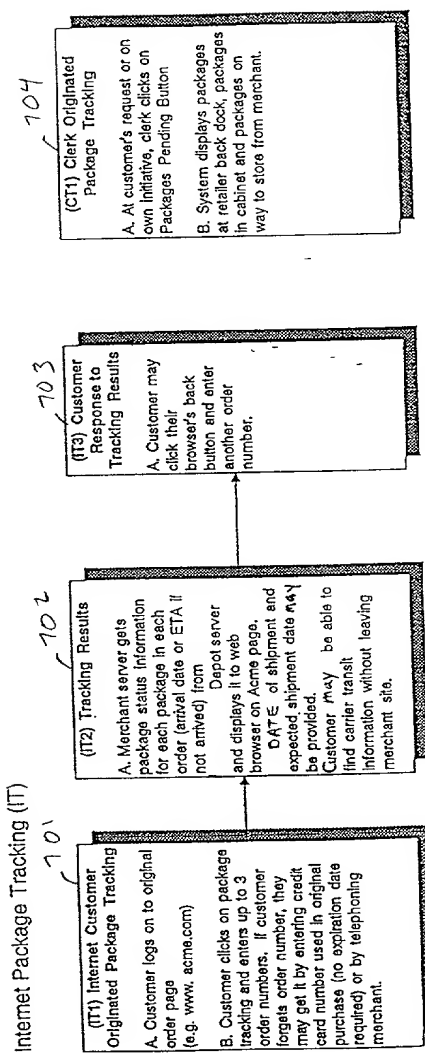 Internet Package Tracking (IT)
701
(IT1) Internet Customer
Originated Package Tracking
A. Customer logs on to original
order page
(e.g. www. acme.com)
B. Customer clicks on package
tracking and enters up to 3
order numbers. If customer
forgets order number, they
may get it by entering credit
card number used in original
purchase (no expiration date
required) or by telephoning
merchant.
702
(IT2) Tracking Results
A. Merchant server gets
package status information
for each package in each
order (arrival date or ETA if
not arrived) from
Depot server
and displays it to web
browser on Acme page.
DATE of shipment and
expected shipment date MAY
be provided.
Customer may be able to
find carrier transit
information without leaving
merchant site.
703
(IT3) Customer
Response to
Tracking Results
A. Customer may
click their
browser's back
button and enter
another order
number.
704
(CT1) Clerk Originated
Package Tracking
A. At customer's request or on
own initiative, clerk clicks on
Packages Pending Button
B. System displays packages
at retailer back dock, packages
in cabinet and packages on
way to store from merchant.